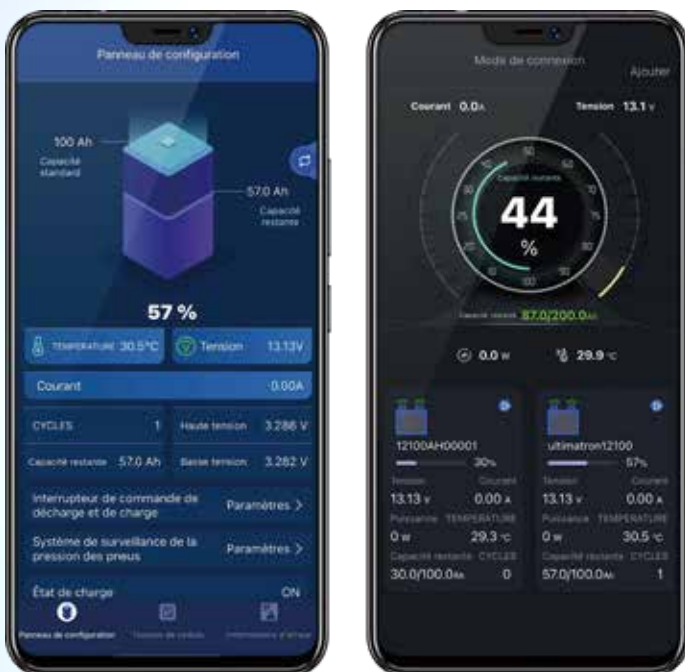 Panneau de configuration
100 Ah
Capacité
standard
57.0 Ah
Capacité
restante
57 %
TEMPERATURE 30.5°C
Tension 13.13V
Courant 0.00A
CYCLES 1
Haute tension 3.286 V
Capacité restante 57.0 Ah
Basse tension 3.282 V
Interrupteur de commande de
décharge et de charge
Paramètres >
Système de surveillance de la
pression des pneus
Paramètres >
État de charge ON
Panneau de configuration
Mode de connexion
Ajouter
Courant 0.0A
Tension 13.1 v
Capacité restante
44
%
Capacité restante 87.0/200.0Ah
0.0 w
29.9 °C
12100AH00001
30%
Tension Courant
13.13 v 0.00 A
Puissance TEMPERATURE
0 w 29.3 °C
Capacité restante CYCLES
30.0/100.0Ah 0
ultimatron12100
57%
Tension Courant
13.13 v 0.00 A
Puissance TEMPERATURE
0 w 30.5 °C
Capacité restante CYCLES
57.0/100.0Ah 1